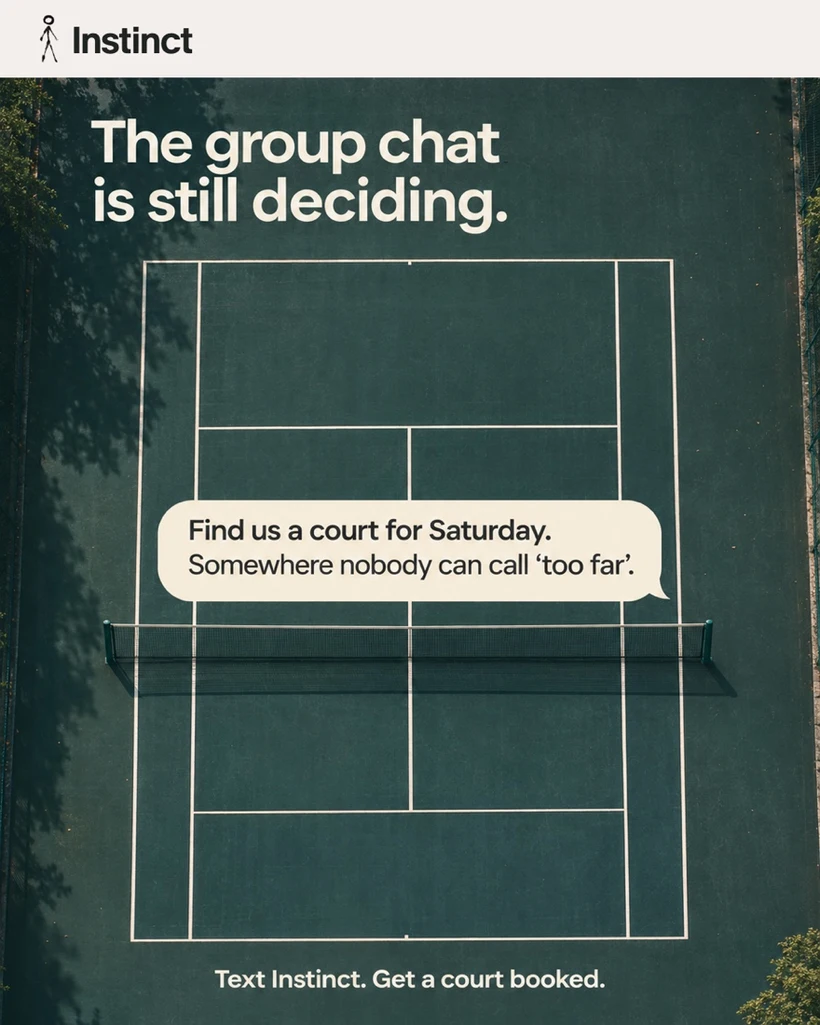 Instinct
The group chat
is still deciding.
Find us a court for Saturday.
Somewhere nobody can call ‘too far’.
Text Instinct. Get a court booked.